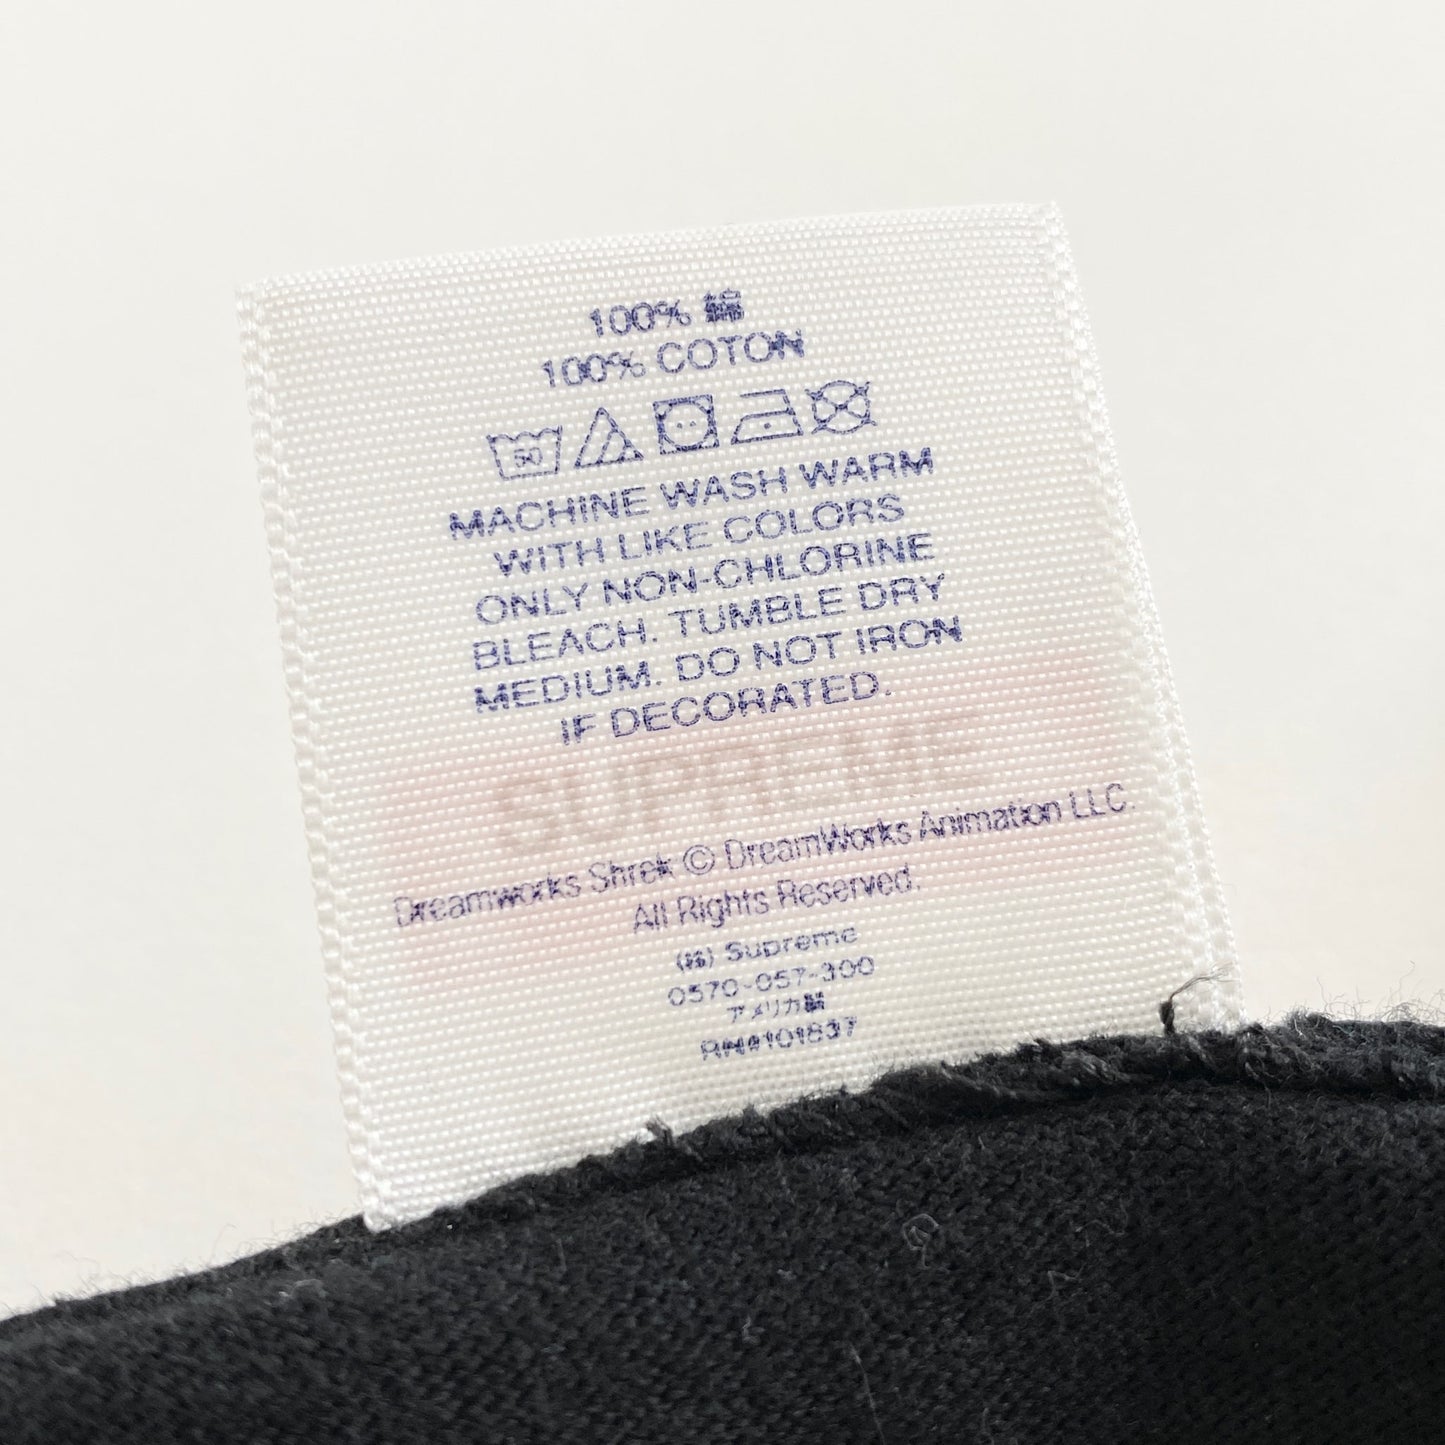 100% 綿
100% COTON
MACHINE WASH WARM
WITH LIKE COLORS
ONLY NON-CHLORINE
BLEACH. TUMBLE DRY
MEDIUM. DO NOT IRON
IF DECORATED.
SUPREME
Dreamworks Shrek © DreamWorks Animation LLC.
All Rights Reserved.
(株) Supreme
0570-057-300
アメリカ製
RN#101837